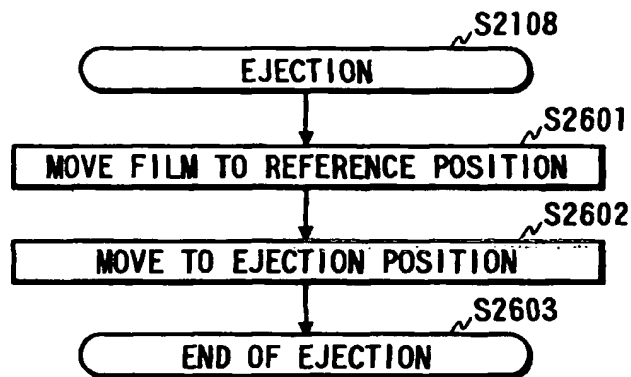 S2108
EJECTION
S2601
MOVE FILM TO REFERENCE POSITION
S2602
MOVE TO EJECTION POSITION
S2603
END OF EJECTION